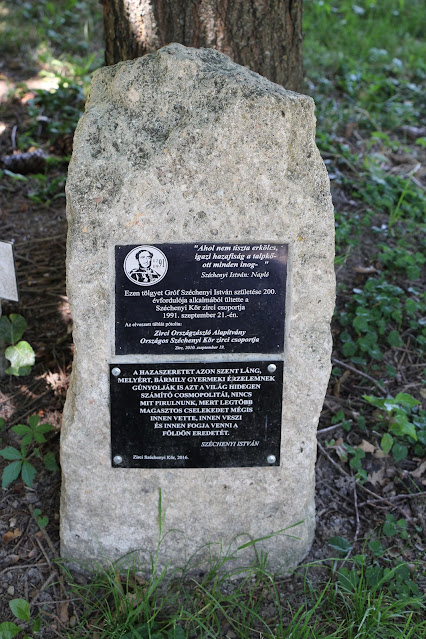 "Ahol nem tiszta erkölcs,
igazi hazafiság a talpkő
ott minden inog-"
Széchenyi István: Napló
Ezen tölgyet Gróf Széchenyi István születése 200.
évfordulója alkalmából ültette a
Széchenyi Kör zirci csoportja
1991. szeptember 21.-én.
Az elveszett táblát pótolta:
Zirci Országzászló Alapítvány
Országos Széchenyi Kör zirci csoportja
Zirc, 2010. szeptember
A HAZASZERETET AZON SZENT LÁNG,
MELYÉRT, BÁRMILY GYERMEKI ÉRZELEMNEK
GÚNYOLJÁK IS AZT A VILÁG HIDEGEN
SZÁMÍTÓ COSMOPOLITÁI, NINCS
MIT PIRULNUNK, MERT LEGTÖBB
MAGASZTOS CSELEKEDET MÉGIS
INNEN VETTE, INNEN VESZI
ÉS INNEN FOGJA VENNI A
FÖLDÖN EREDETÉT.
SZÉCHENYI ISTVÁN
Zirci Széchenyi Kör, 2016.